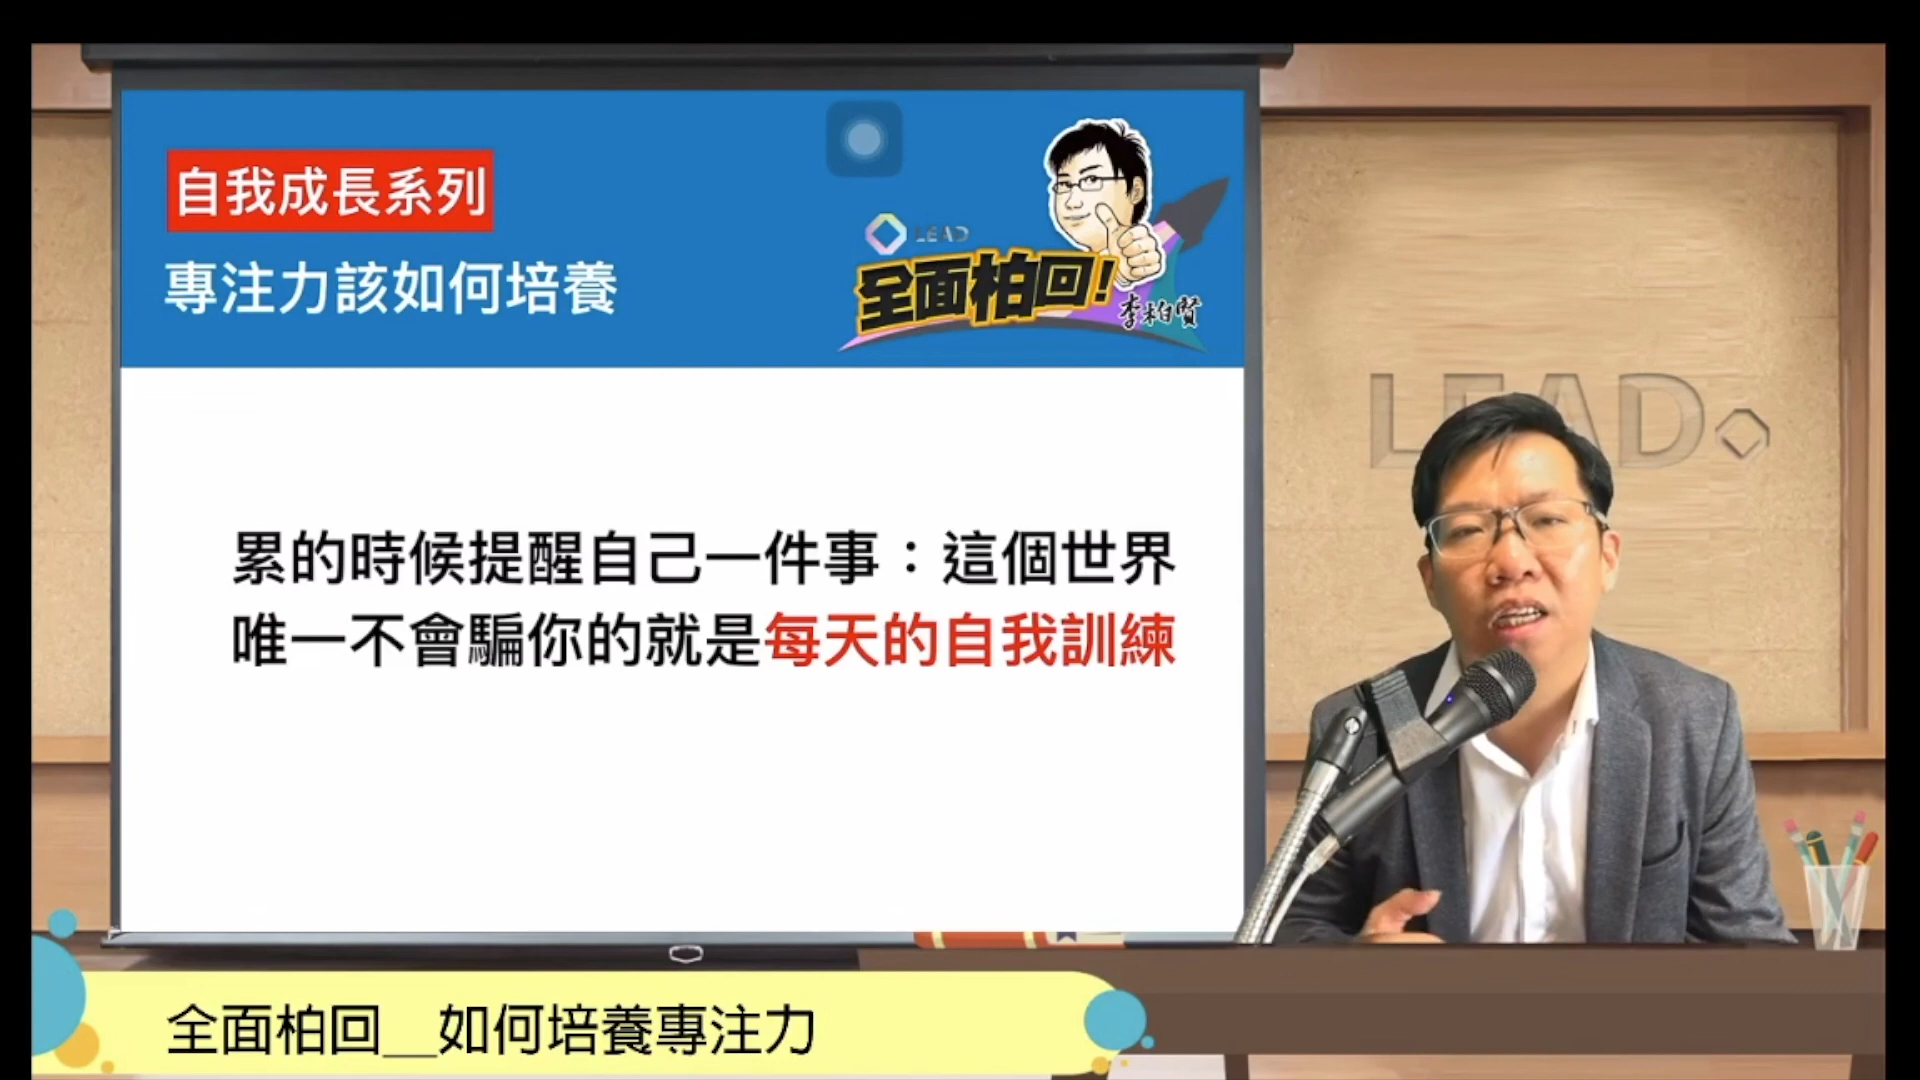 自我成長系列
專注力該如何培養
LEAD
全面柏回!
李柏賢
累的時候提醒自己一件事：這個世界
唯一不會騙你的就是每天的自我訓練
LEAD
全面柏回__如何培養專注力